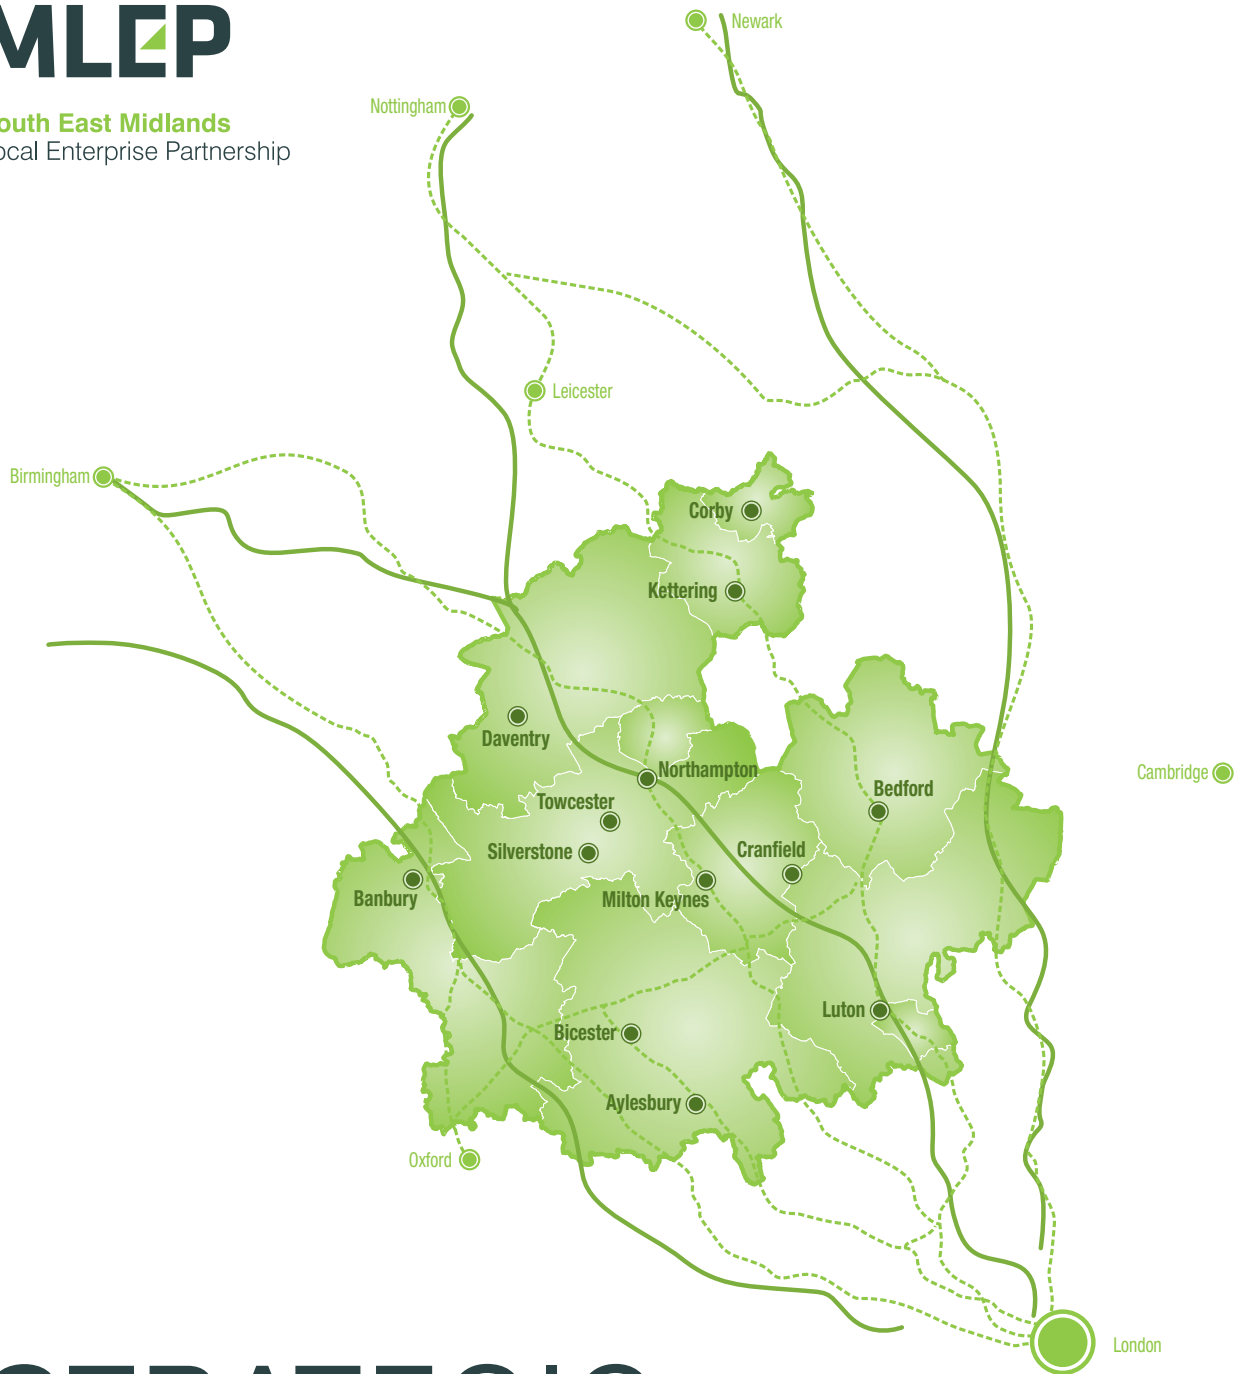 MLEP
outh East Midlands
ocal Enterprise Partnership
Newark
Nottingham
Leicester
Birmingham
Corby
Kettering
Daventry
Northampton
Cambridge
Bedford
Towcester
Cranfield
Silverstone
Banbury
Milton Keynes
Luton
Bicester
Aylesbury
Oxford
London
STRATEGIC